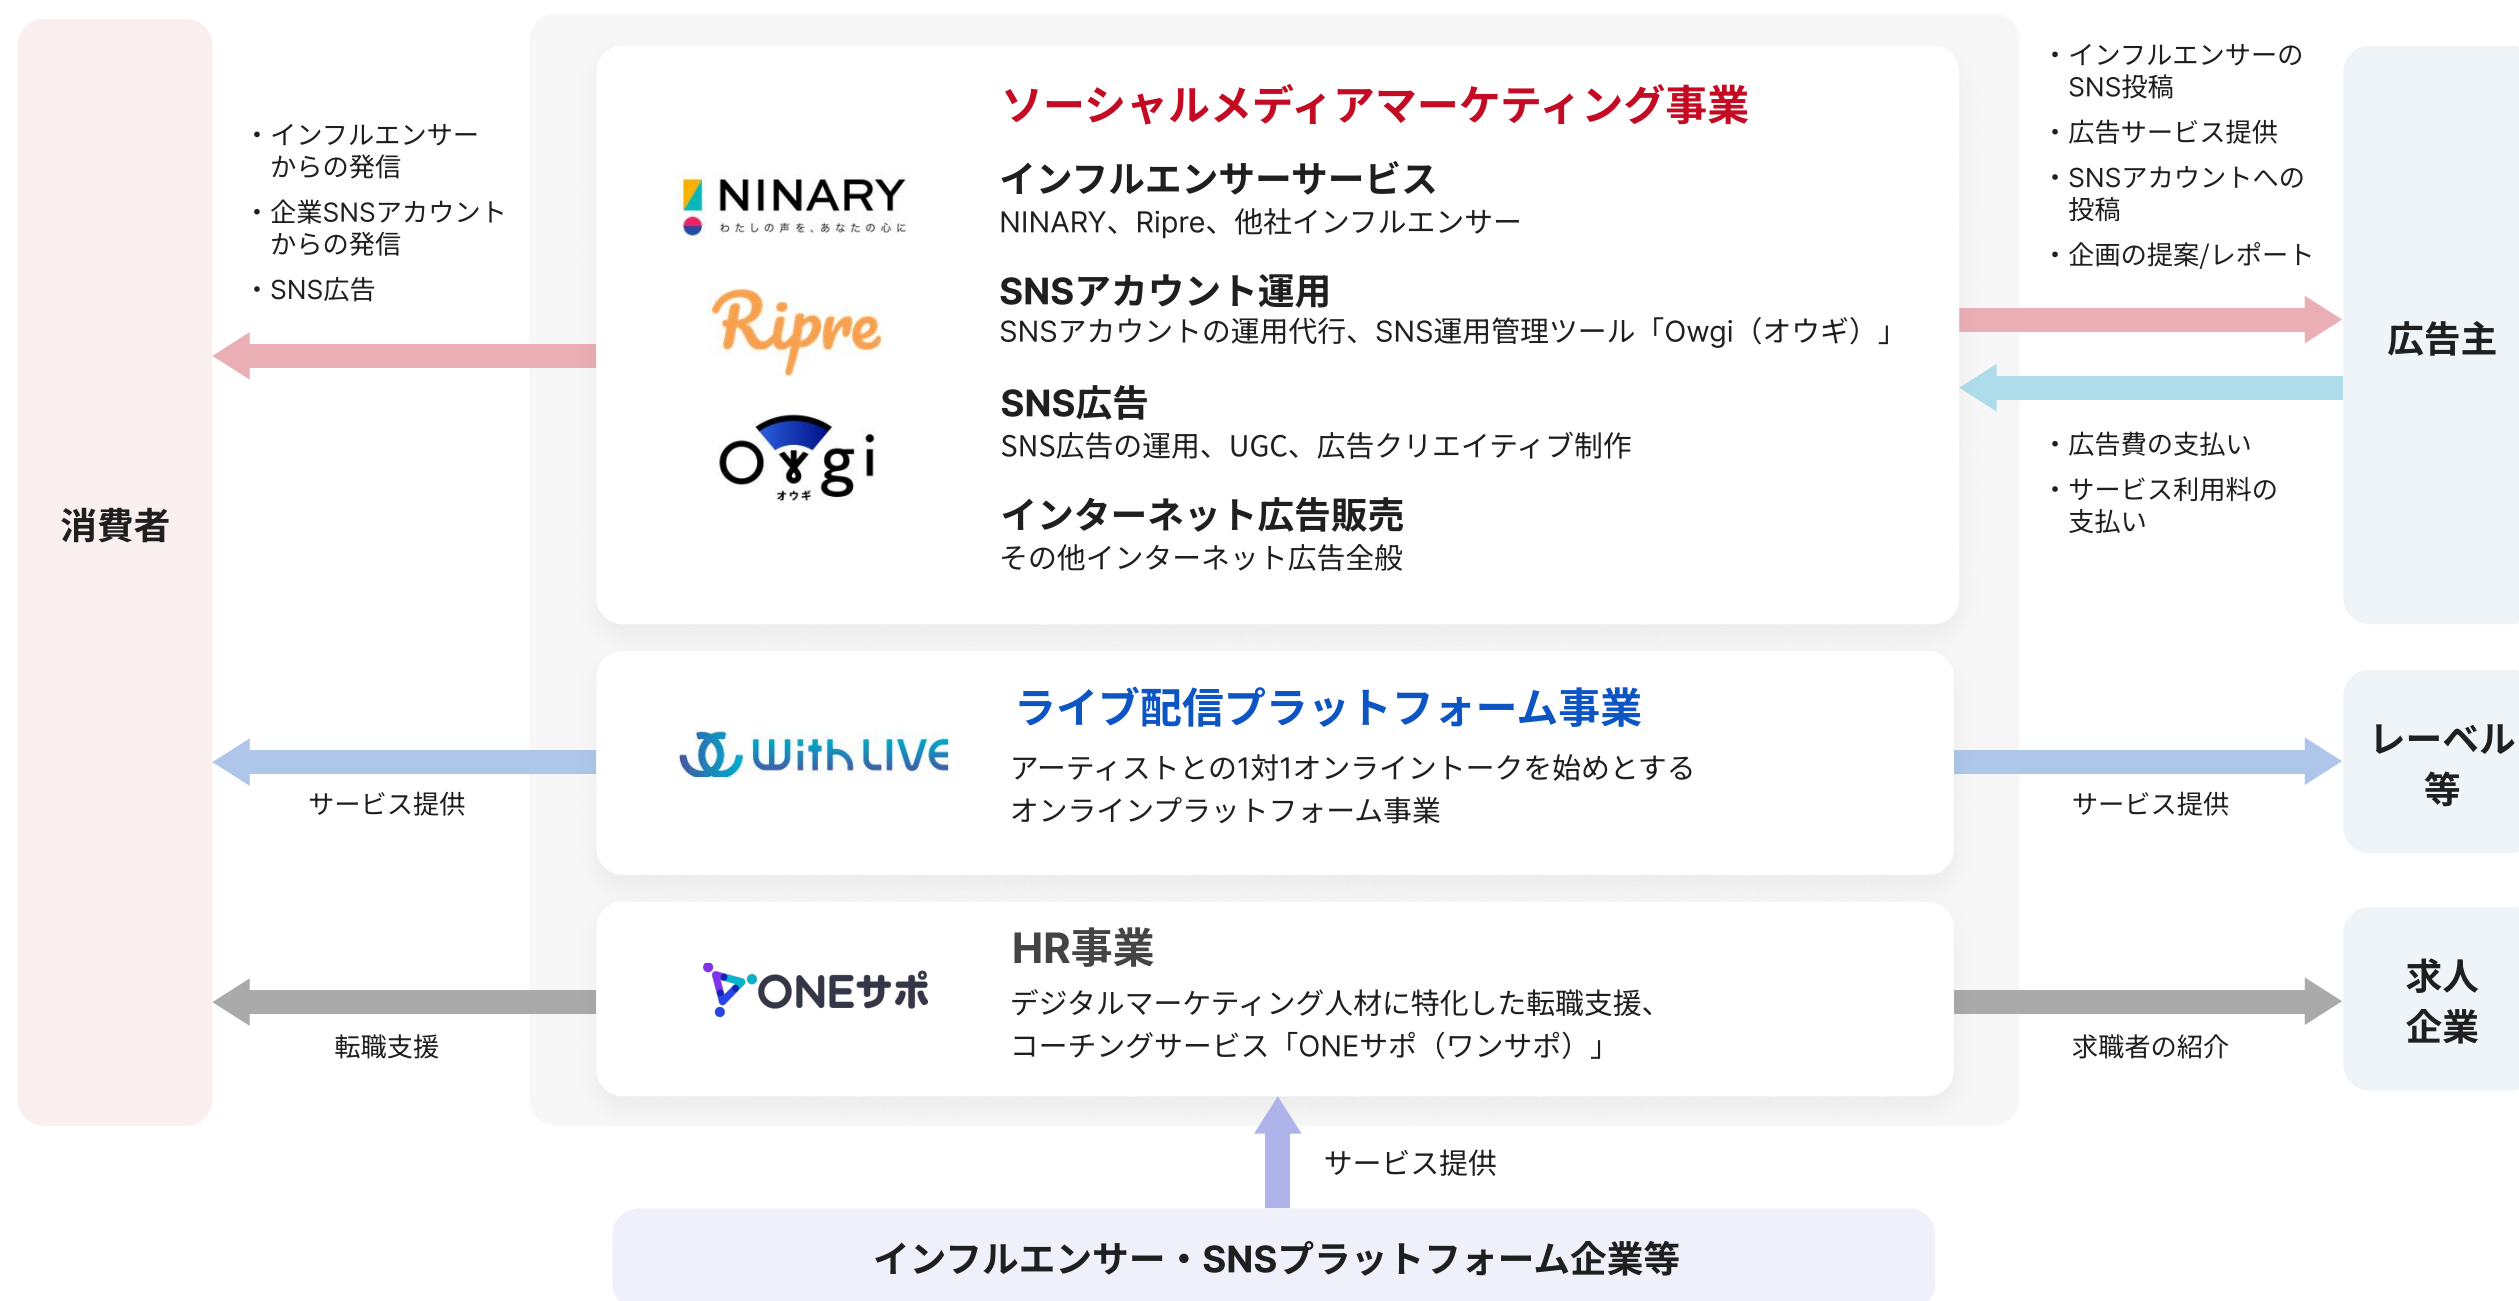 消費者
・インフルエンサー
からの発信
・企業SNSアカウント
からの発信
・SNS広告
サービス提供
転職支援
ソーシャルメディアマーケティング事業
NINARY
わたしの声を、あなたの心に
Ripre
Owgi
オウギ
インフルエンサーサービス
NINARY、Ripre、他社インフルエンサー
SNSアカウント運用
SNSアカウントの運用代行、SNS運用管理ツール「Owgi（オウギ）」
SNS広告
SNS広告の運用、UGC、広告クリエイティブ制作
インターネット広告販売
その他インターネット広告全般
WithLIVE
ライブ配信プラットフォーム事業
アーティストとの1対1オンライントークを始めとする
オンラインプラットフォーム事業
ONEサポ
HR事業
デジタルマーケティング人材に特化した転職支援、
コーチングサービス「ONEサポ（ワンサポ）」
・インフルエンサーの
SNS投稿
・広告サービス提供
・SNSアカウントへの
投稿
・企画の提案/レポート
・広告費の支払い
・サービス利用料の
支払い
サービス提供
求職者の紹介
広告主
レーベル
等
求人
企業
サービス提供
インフルエンサー・SNSプラットフォーム企業等